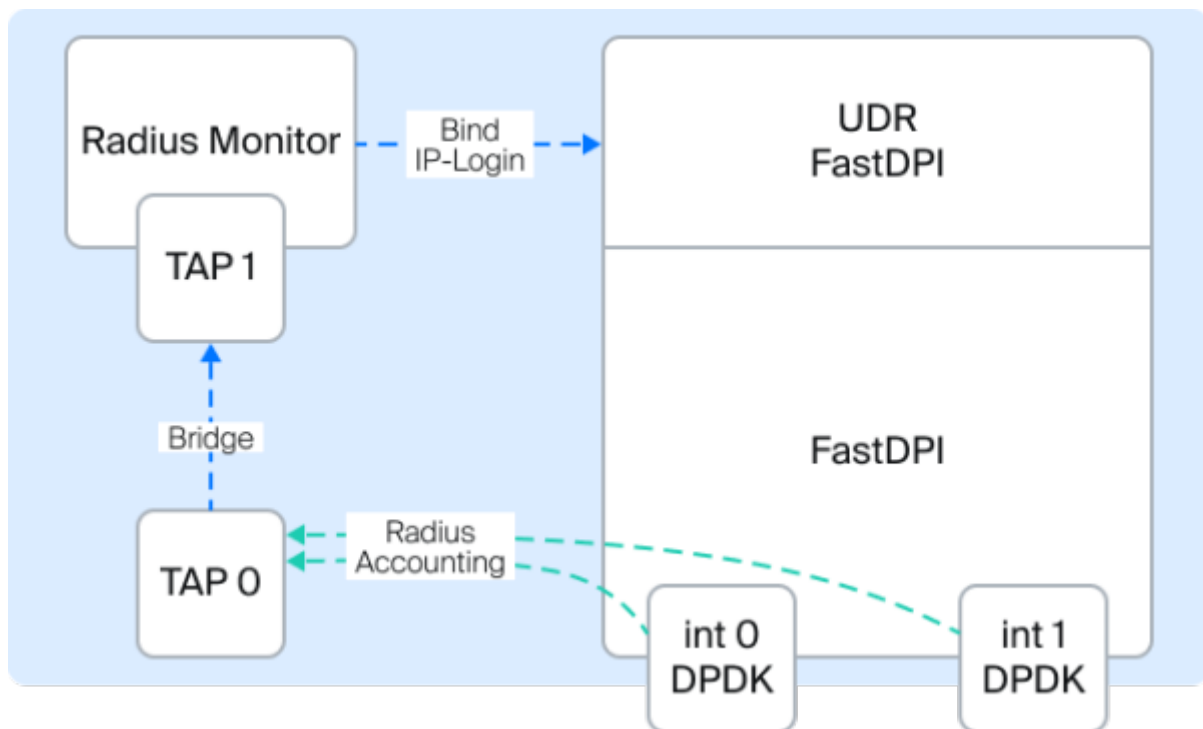 Radius Monitor
Bind
IP-Login
UDR
FastDPI
TAP 1
Bridge
FastDPI
Radius
Accounting
TAP 0
int 0
DPDK
int 1
DPDK